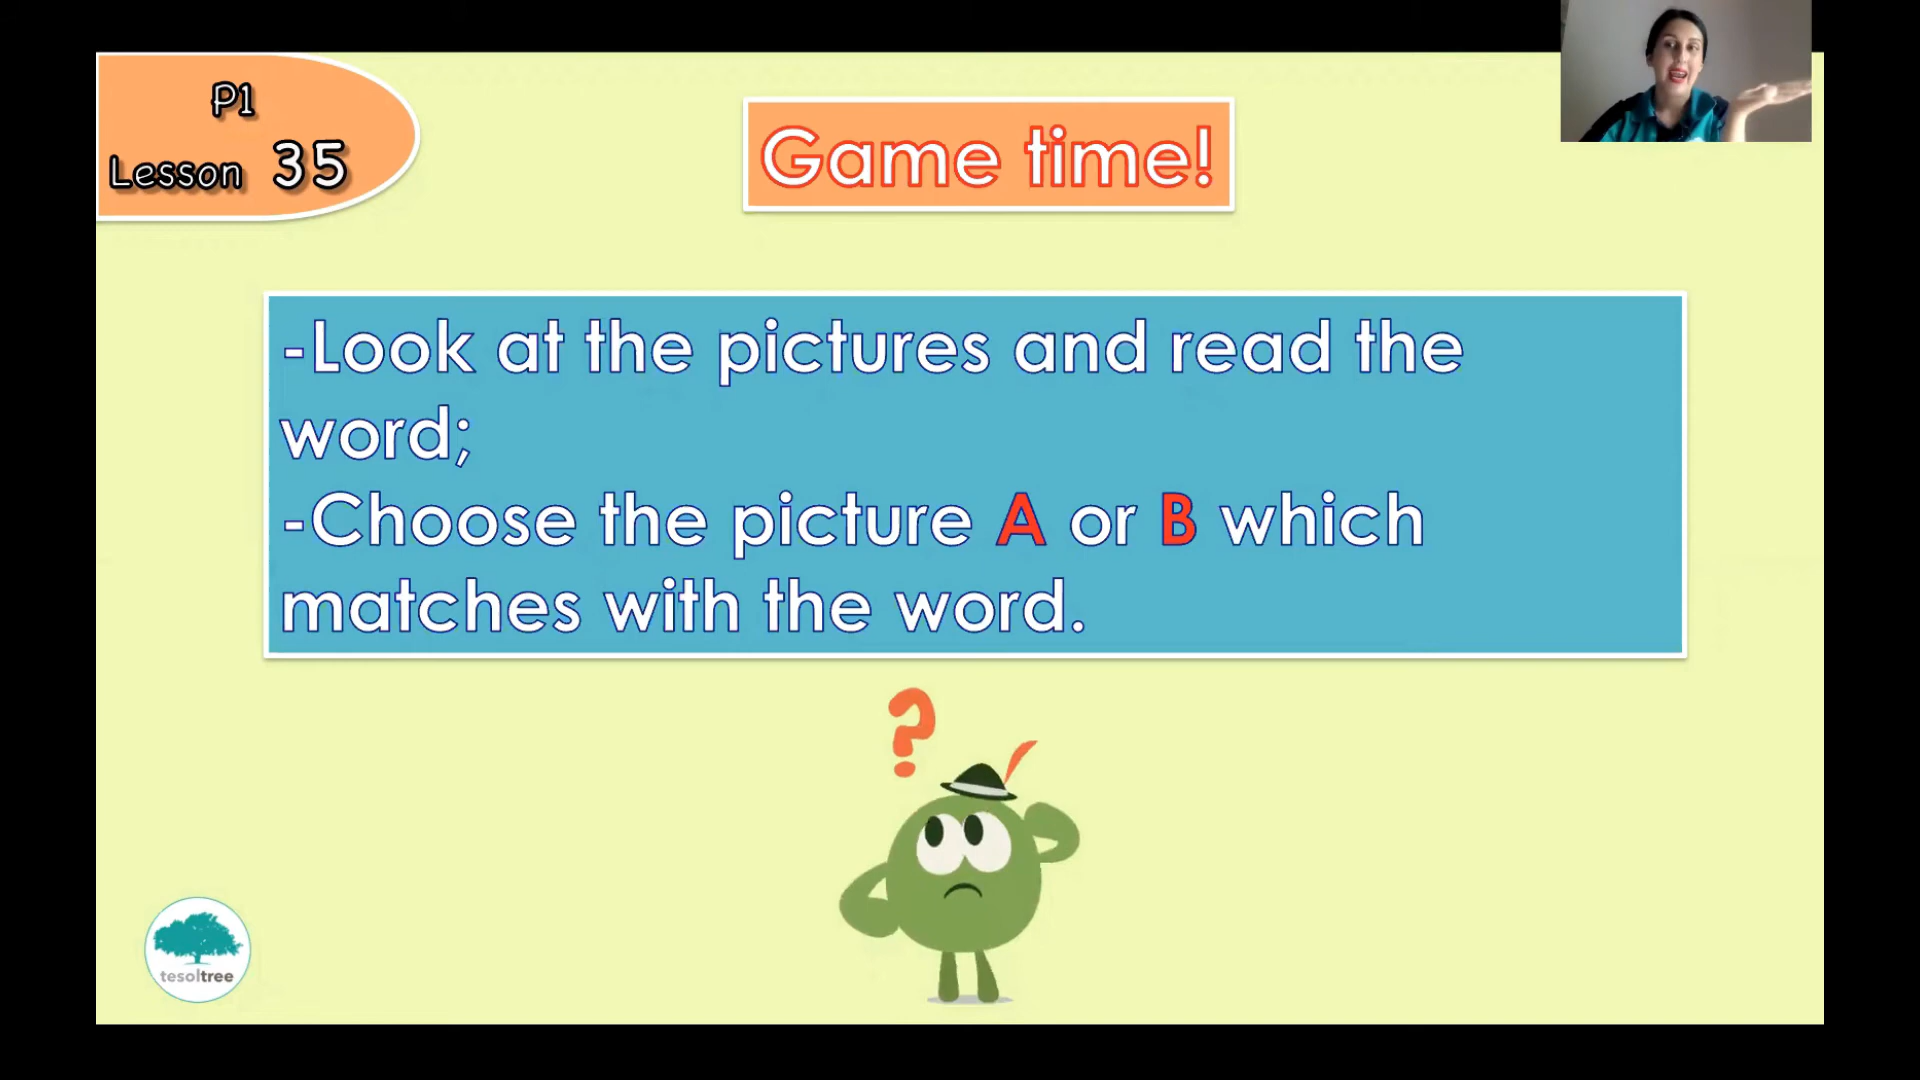 P1
Lesson 35
Game time!
-Look at the pictures and read the
word;
-Choose the picture A or B which
matches with the word.
?
tesoltree